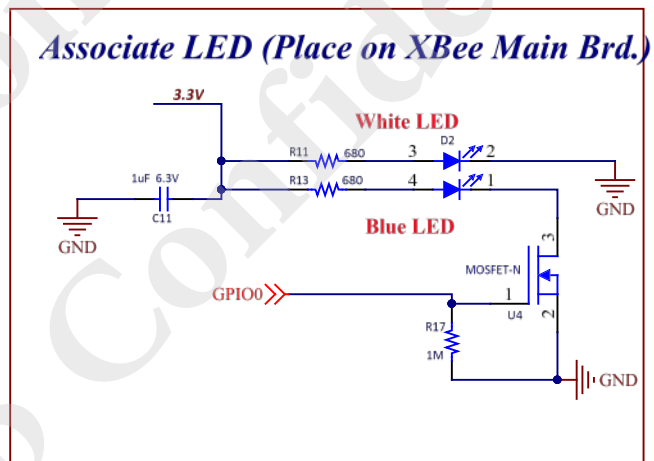 Associate LED (Place on XBee Main Brd.)
3.3V
White LED
D2
R11 680 3 2
1uF 6.3V
R13 680 4 1
C11
GND
GND
Blue LED
3
MOSFET-N
GPIO0
1
U4
2
R17
1M
GND
Confide